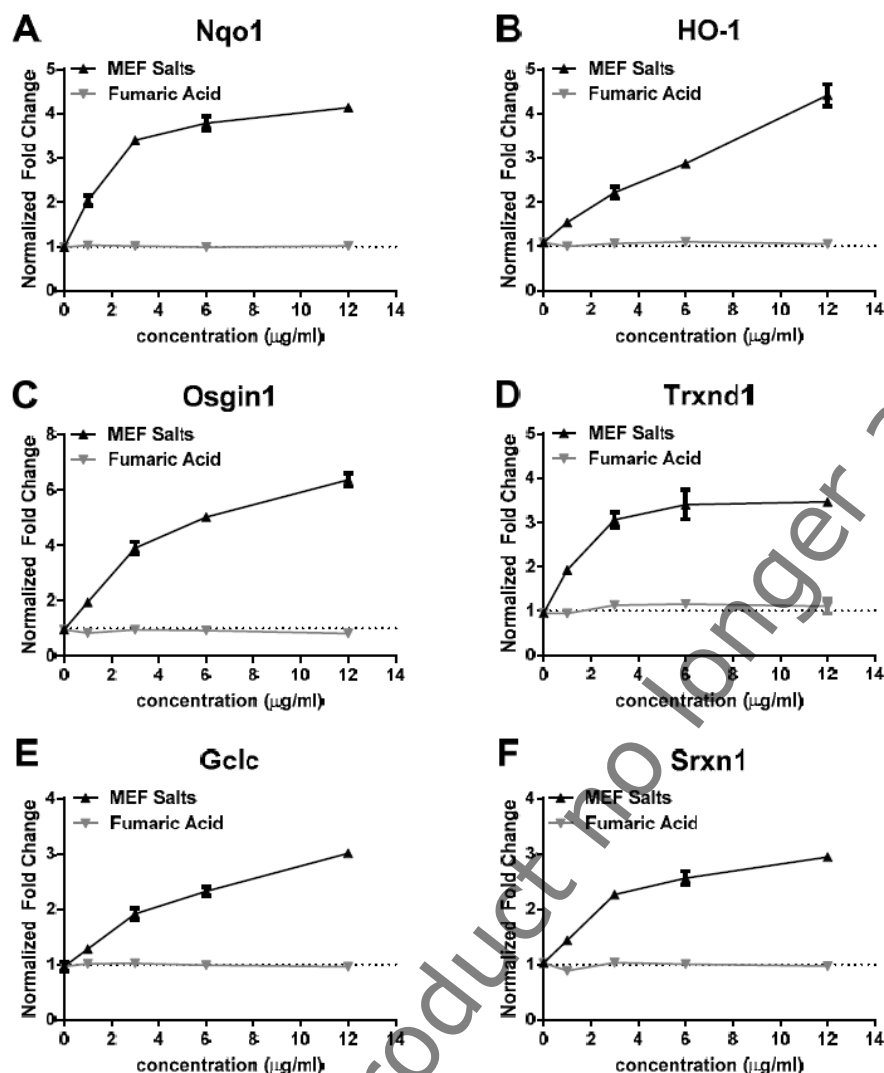 A
Nqo1
MEF Salts
Fumaric Acid
Normalized Fold Change
5
4
3
2
1
0
0 2 4 6 8 10 12 14
concentration (μg/ml)
B
HO-1
MEF Salts
Fumaric Acid
Normalized Fold Change
5
4
3
2
1
0
0 2 4 6 8 10 12 14
concentration (μg/ml)
C
Osgin1
MEF Salts
Fumaric Acid
Normalized Fold Change
8
6
4
2
0
0 2 4 6 8 10 12 14
concentration (μg/ml)
D
Trxnd1
MEF Salts
Fumaric Acid
Normalized Fold Change
5
4
3
2
1
0
0 2 4 6 8 10 12 14
concentration (μg/ml)
E
Gclc
MEF Salts
Fumaric Acid
Normalized Fold Change
4
3
2
1
0
0 2 4 6 8 10 12 14
concentration (μg/ml)
F
Srxn1
MEF Salts
Fumaric Acid
Normalized Fold Change
4
3
2
1
0
0 2 4 6 8 10 12 14
concentration (μg/ml)
product no longer